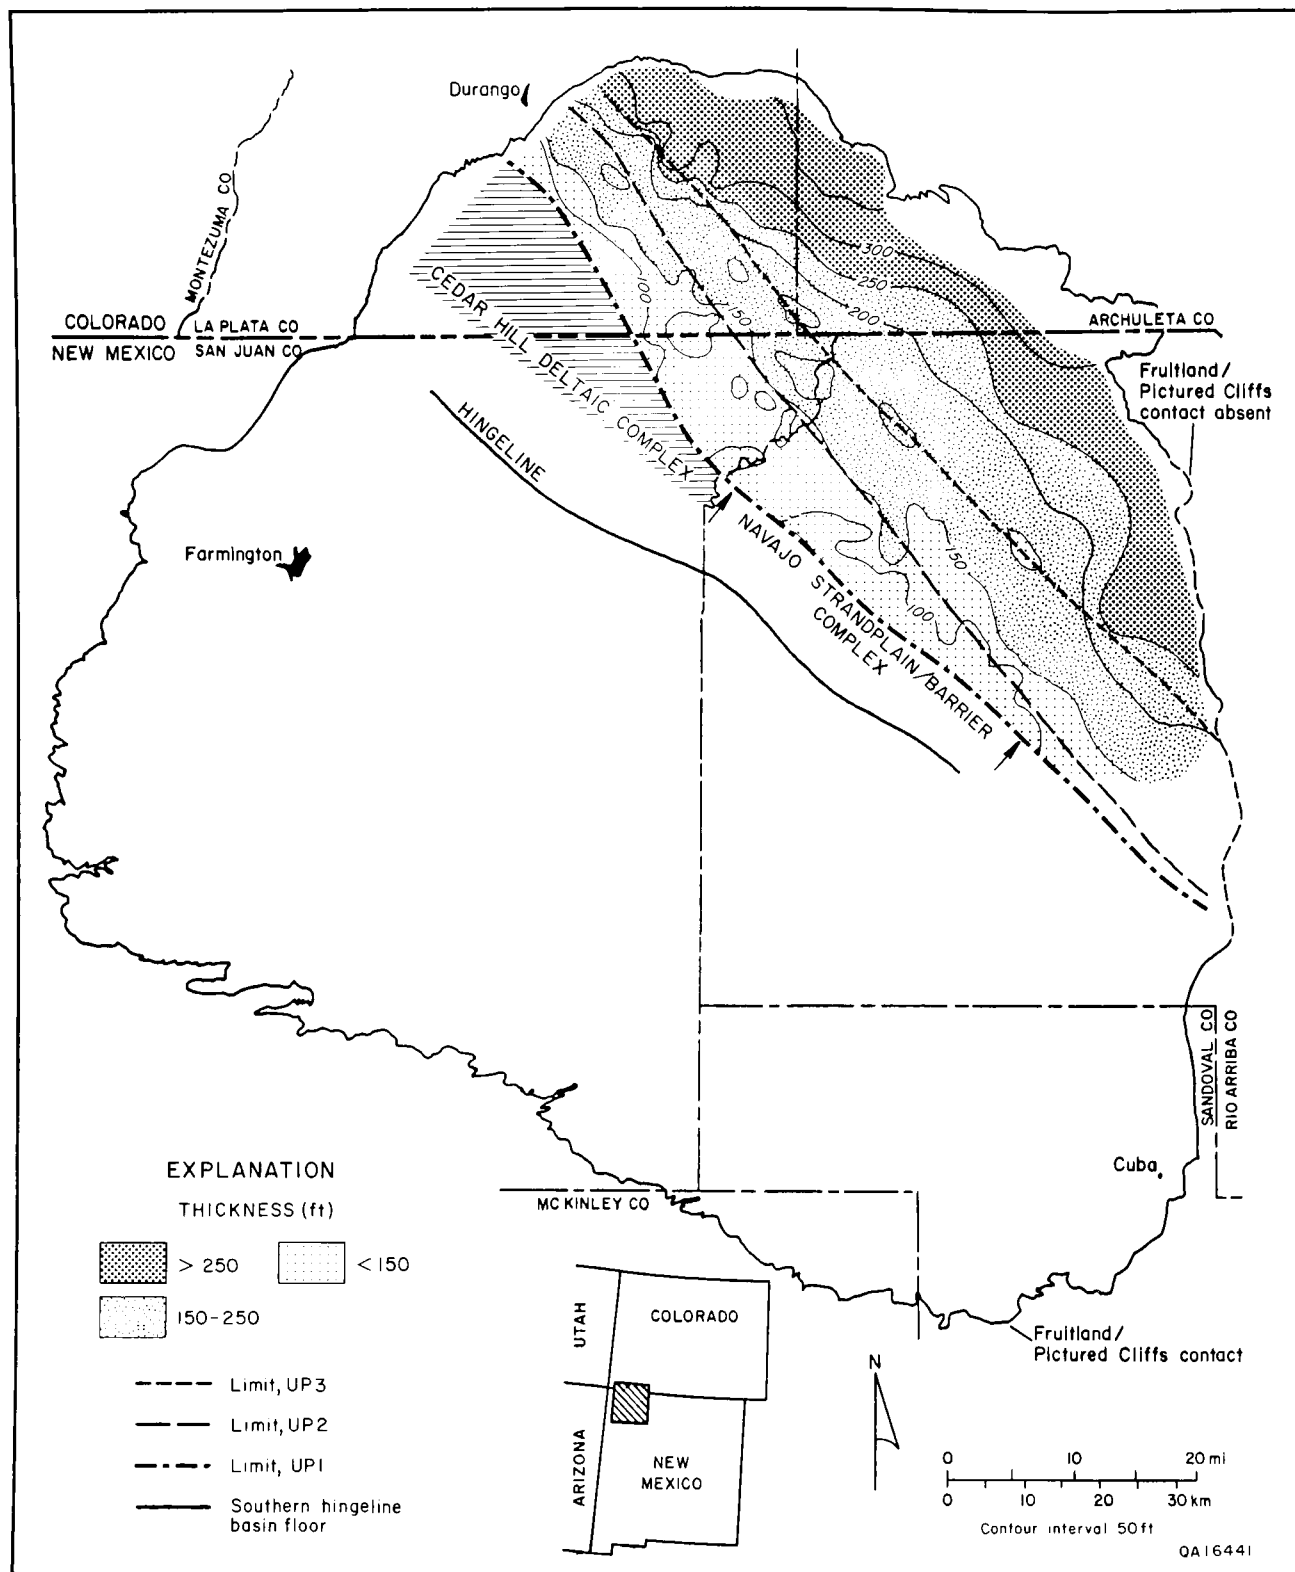 Durango
MONTEZUMA CO
COLORADO
LA PLATA CO
NEW MEXICO
SAN JUAN CO
ARCHULETA CO
Fruitland/
Pictured Cliffs
contact absent
CEDAR HILL DELTAIC COMPLEX
HINGELINE
NAVAJO STRANDPLAIN/BARRIER
COMPLEX
100
150
200
250
300
150
100
Farmington
SANDOVAL CO
RIO ARRIBA CO
Cuba
MC KINLEY CO
Fruitland/
Pictured Cliffs contact
EXPLANATION
THICKNESS (ft)
> 250
< 150
150-250
Limit, UP3
Limit, UP2
Limit, UP1
Southern hingeline
basin floor
UTAH
COLORADO
ARIZONA
NEW
MEXICO
N
0 10 20 mi
0 10 20 30 km
Contour interval 50 ft
QA16441